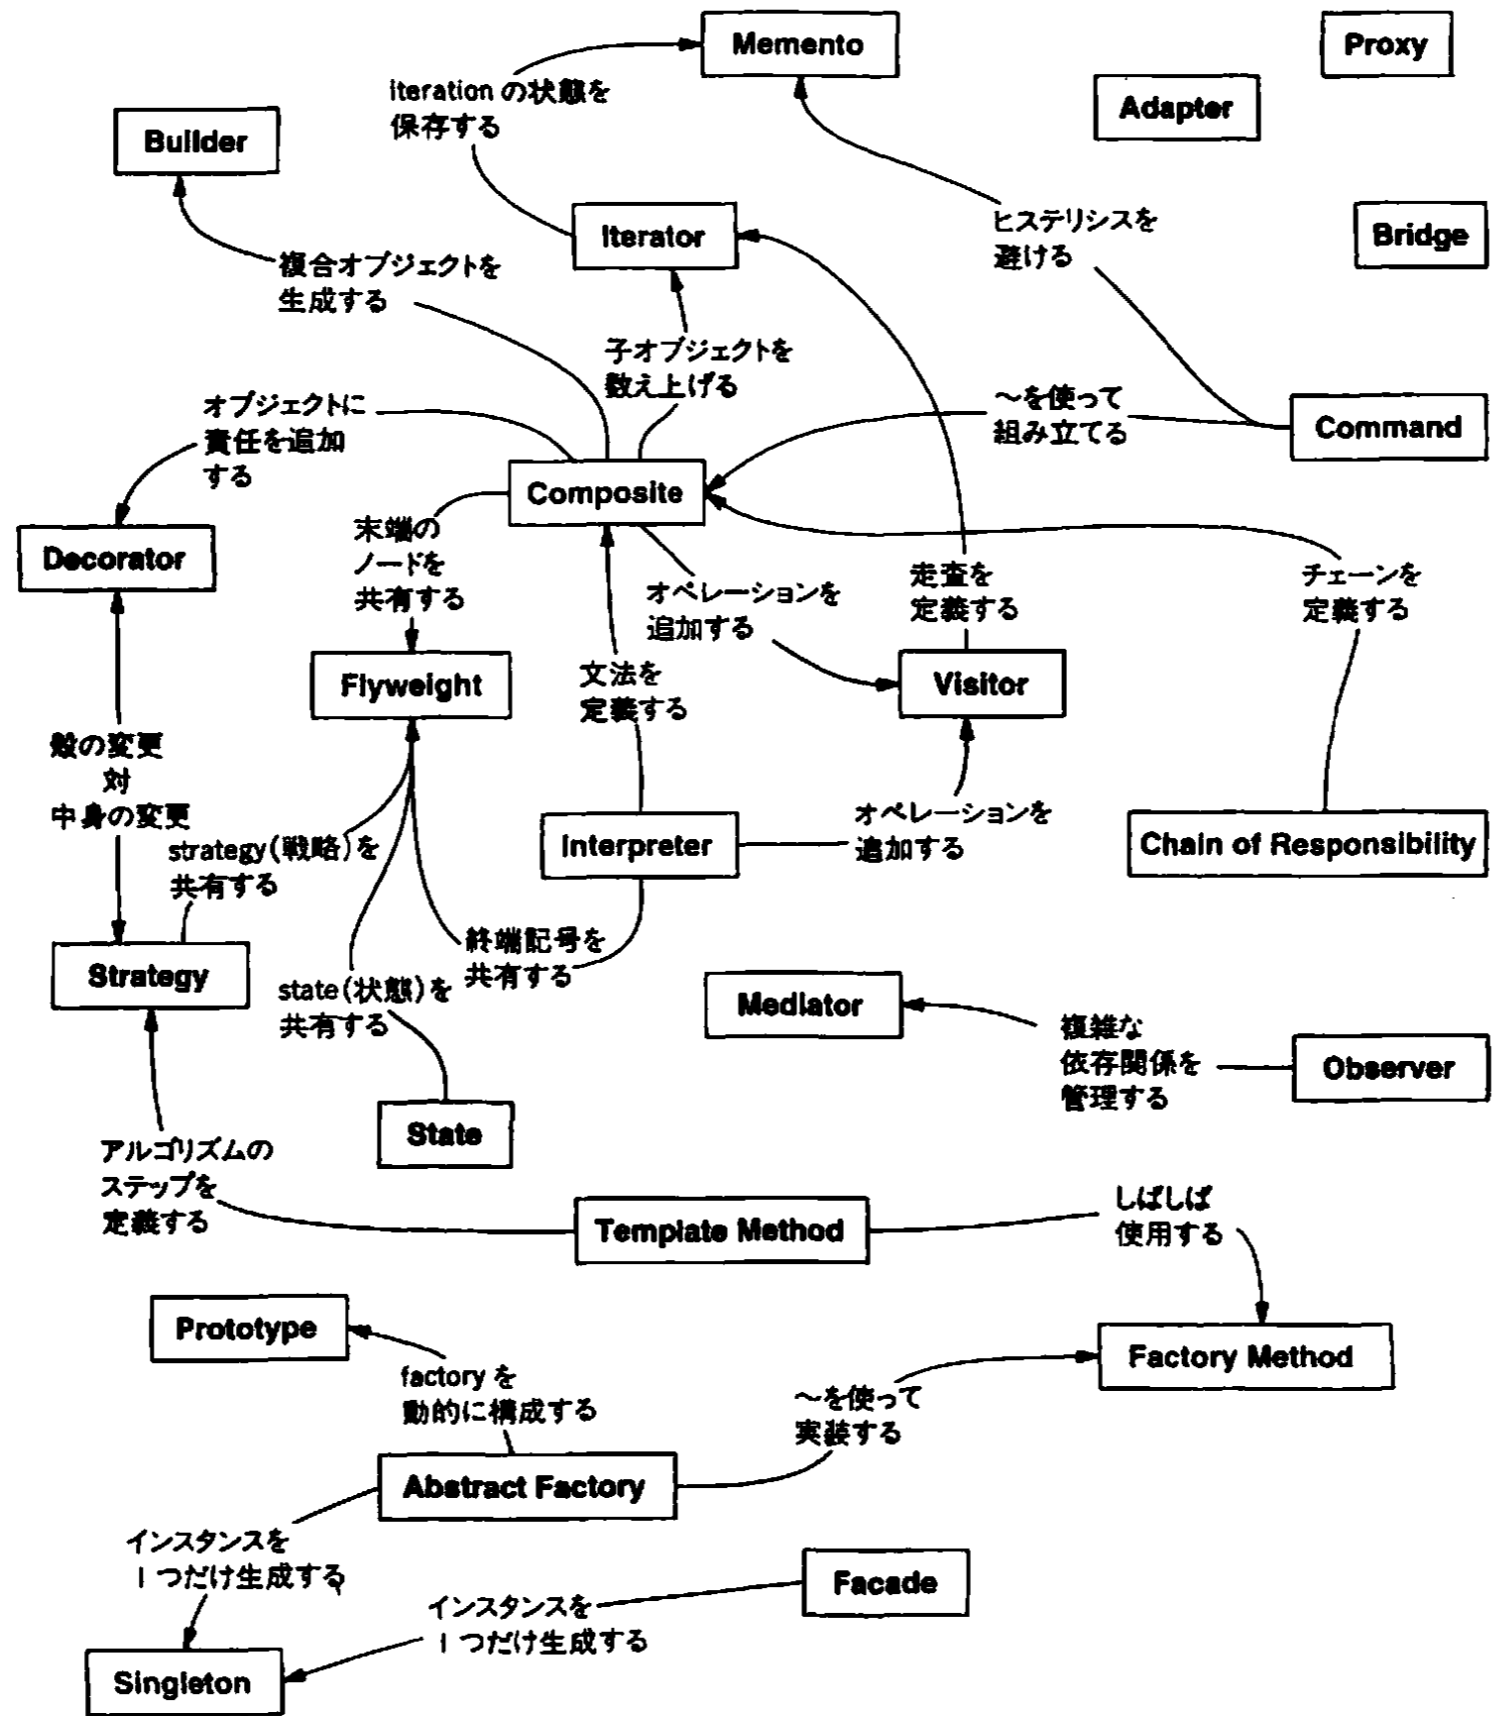 Memento
Proxy
Adapter
iteration の状態を
保存する
Builder
Iterator
ヒステリシスを
避ける
Bridge
複合オブジェクトを
生成する
子オブジェクトを
数え上げる
オブジェクトに
責任を追加
する
〜を使って
組み立てる
Command
Composite
Decorator
末端の
ノードを
共有する
オペレーションを
追加する
走査を
定義する
チェーンを
定義する
Flyweight
文法を
定義する
Visitor
殻の変更
対
中身の変更
strategy(戦略)を
共有する
Interpreter
オペレーションを
追加する
Chain of Responsibility
Strategy
state(状態)を
共有する
終端記号を
共有する
Mediator
複雑な
依存関係を
管理する
Observer
State
アルゴリズムの
ステップを
定義する
Template Method
しばしば
使用する
Prototype
factory を
動的に構成する
〜を使って
実装する
Factory Method
Abstract Factory
インスタンスを
1つだけ生成する
Facade
インスタンスを
1つだけ生成する
Singleton